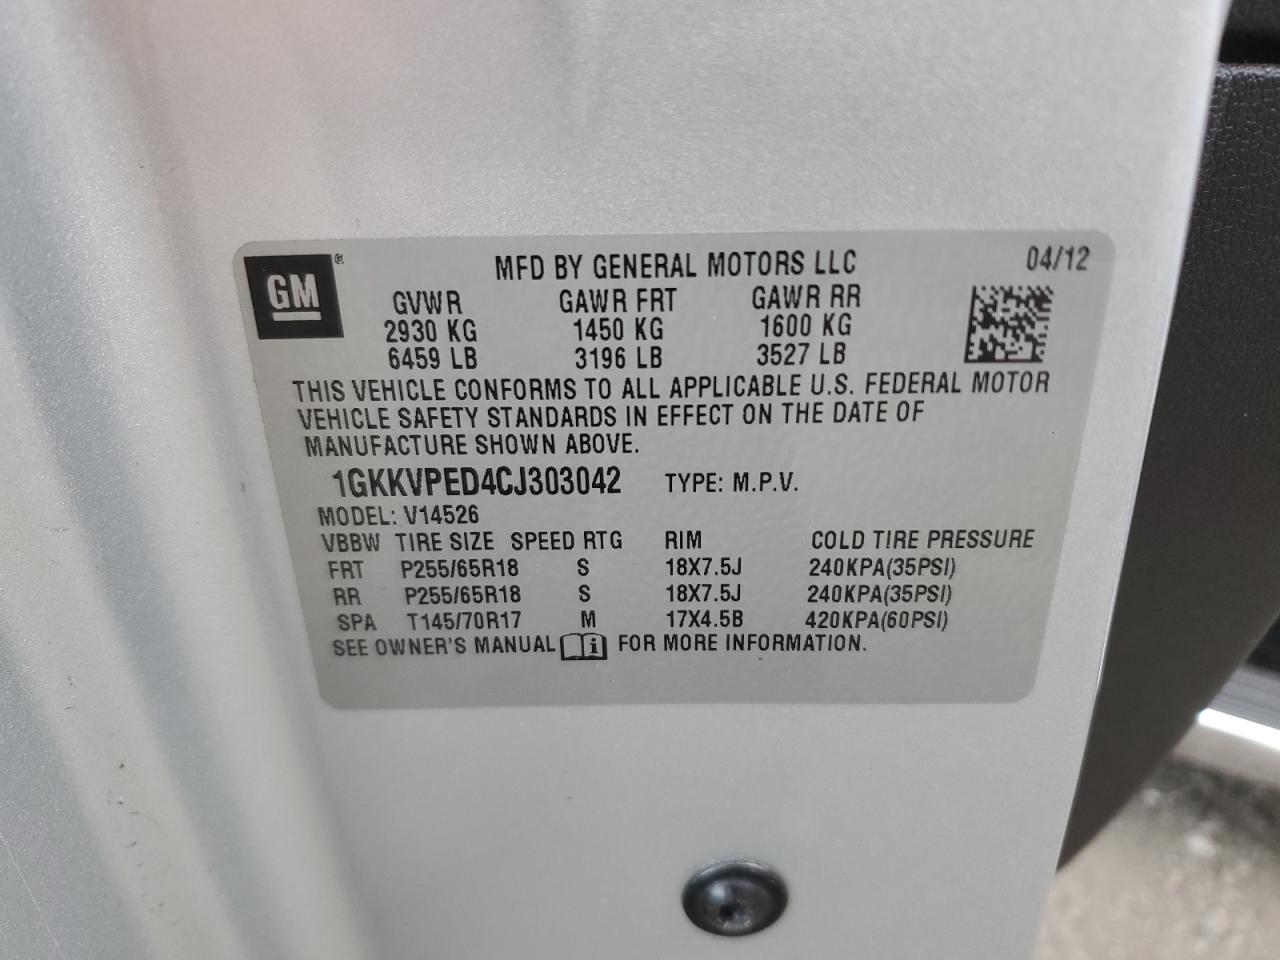 GM ®
MFD BY GENERAL MOTORS LLC 04/12
GVWR GAWR FRT GAWR RR
2930 KG 1450 KG 1600 KG
6459 LB 3196 LB 3527 LB
THIS VEHICLE CONFORMS TO ALL APPLICABLE U.S. FEDERAL MOTOR
VEHICLE SAFETY STANDARDS IN EFFECT ON THE DATE OF
MANUFACTURE SHOWN ABOVE.
1GKKVPED4CJ303042 TYPE: M.P.V.
MODEL: V14526
VBBW TIRE SIZE SPEED RTG RIM COLD TIRE PRESSURE
FRT P255/65R18 S 18X7.5J 240KPA(35PSI)
RR P255/65R18 S 18X7.5J 240KPA(35PSI)
SPA T145/70R17 M 17X4.5B 420KPA(60PSI)
SEE OWNER'S MANUAL i FOR MORE INFORMATION.